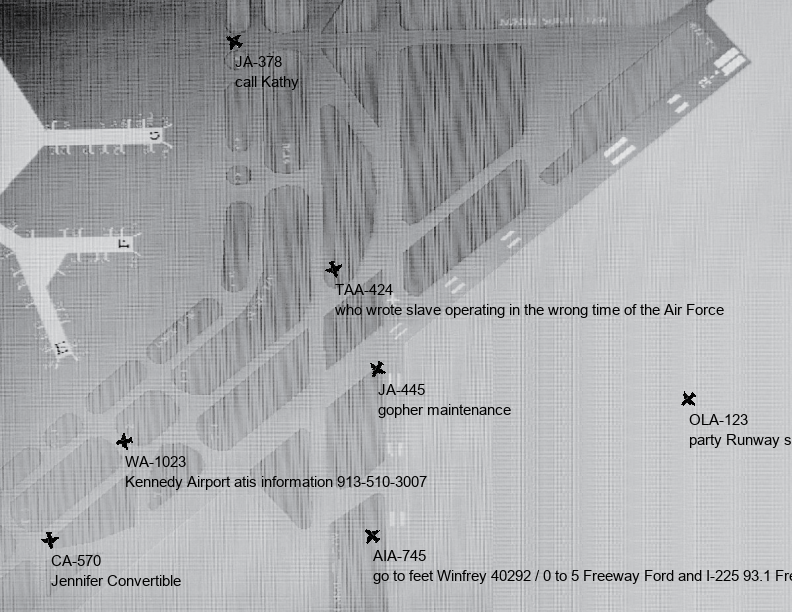 JA-378
call Kathy
TAA-424
who wrote slave operating in the wrong time of the Air Force
JA-445
gopher maintenance
OLA-123
party Runway s
WA-1023
Kennedy Airport atis information 913-510-3007
CA-570
Jennifer Convertible
AIA-745
go to feet Winfrey 40292 / 0 to 5 Freeway Ford and I-225 93.1 Fre